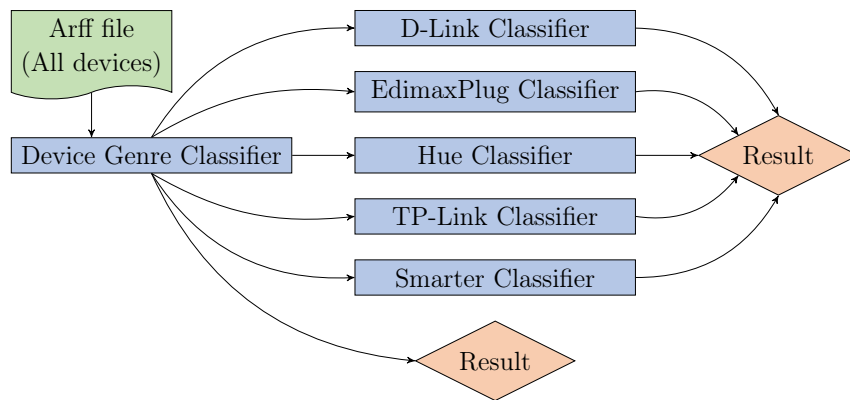 Arff file
(All devices)
Device Genre Classifier
D-Link Classifier
EdimaxPlug Classifier
Hue Classifier
TP-Link Classifier
Smarter Classifier
Result
Result